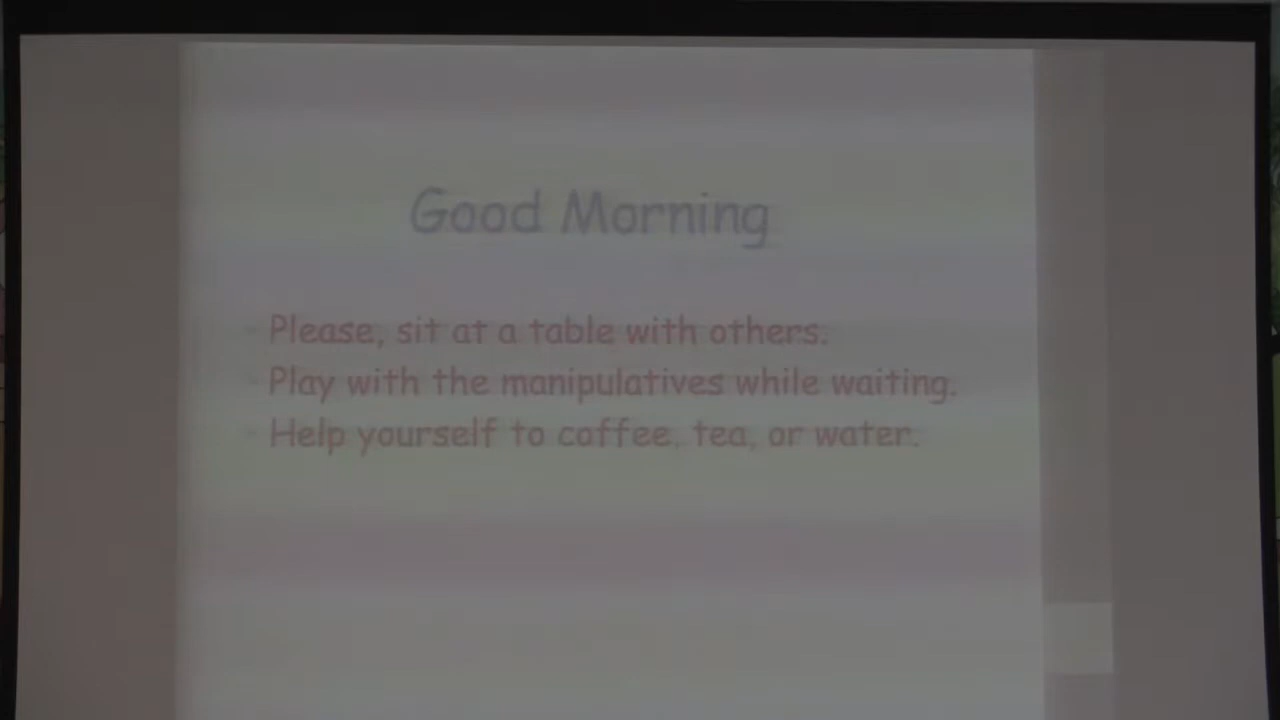 Good Morning
Please, sit at a table with others.
Play with the manipulatives while waiting.
Help yourself to coffee, tea, or water.